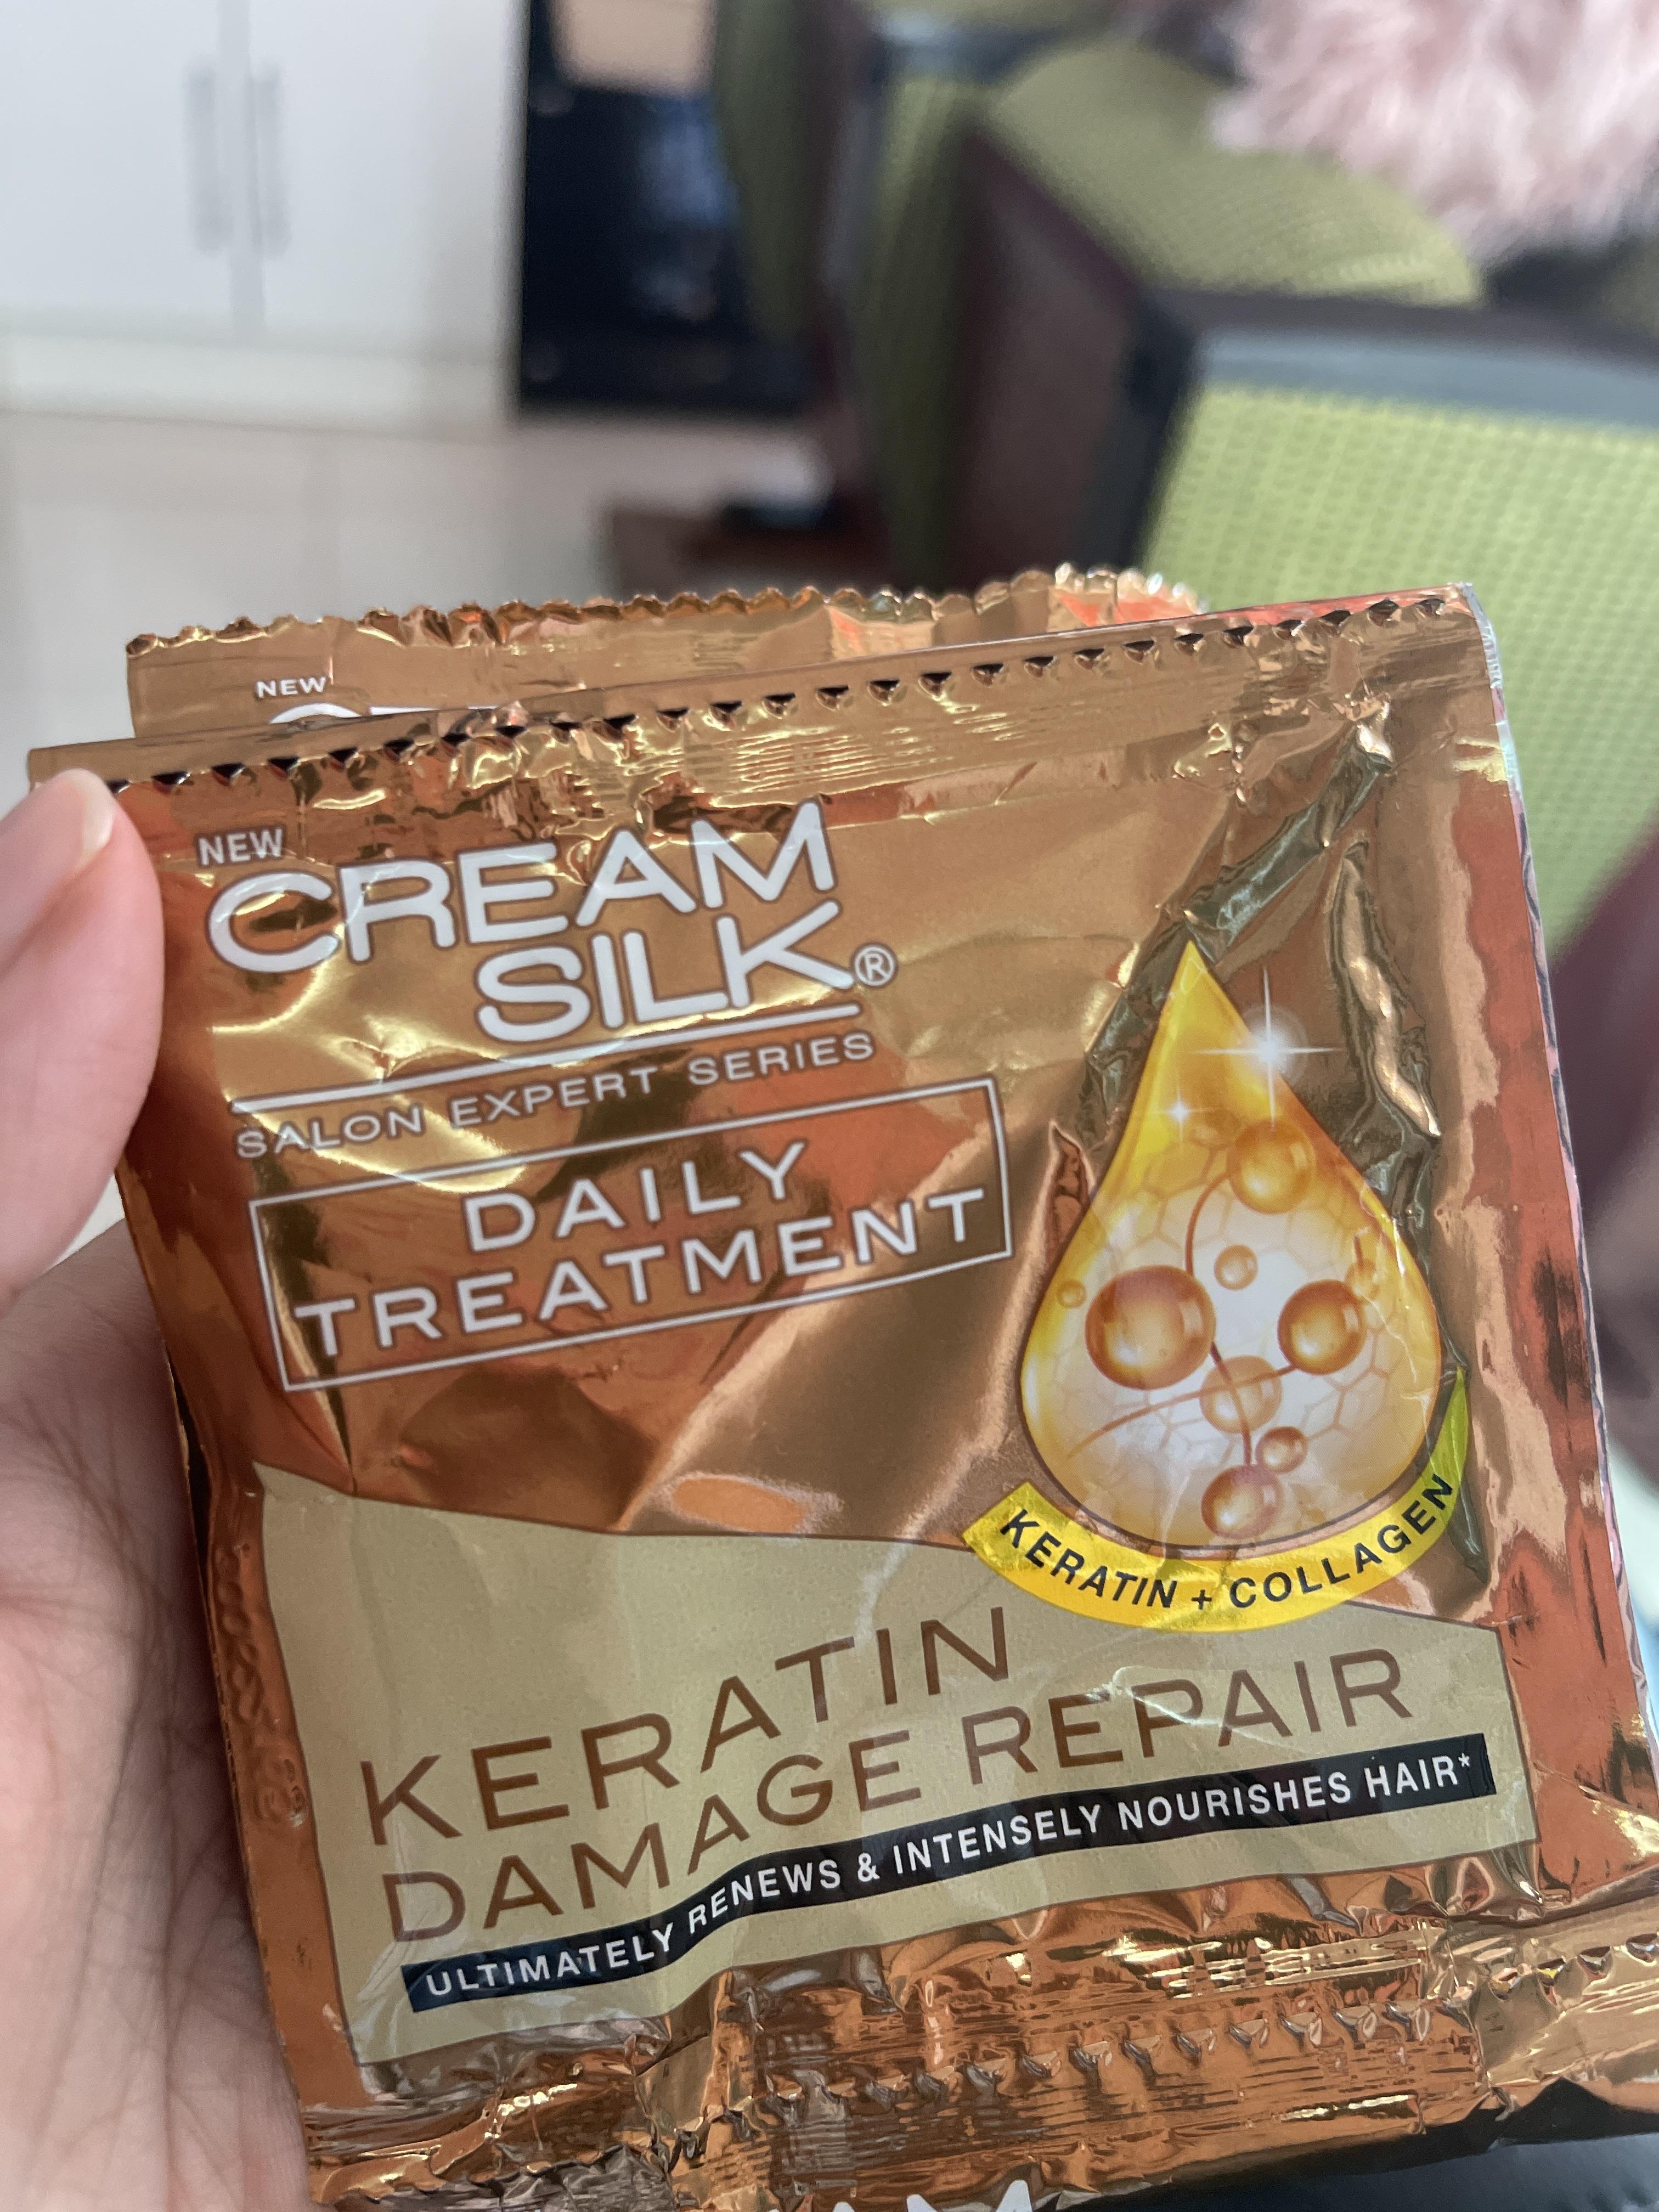 NEW
NEW
CREAM
SILK®
SALON EXPERT SERIES
DAILY
TREATMENT
KERATIN + COLLAGEN
KERATIN
DAMAGE REPAIR
ULTIMATELY RENEWS & INTENSELY NOURISHES HAIR*